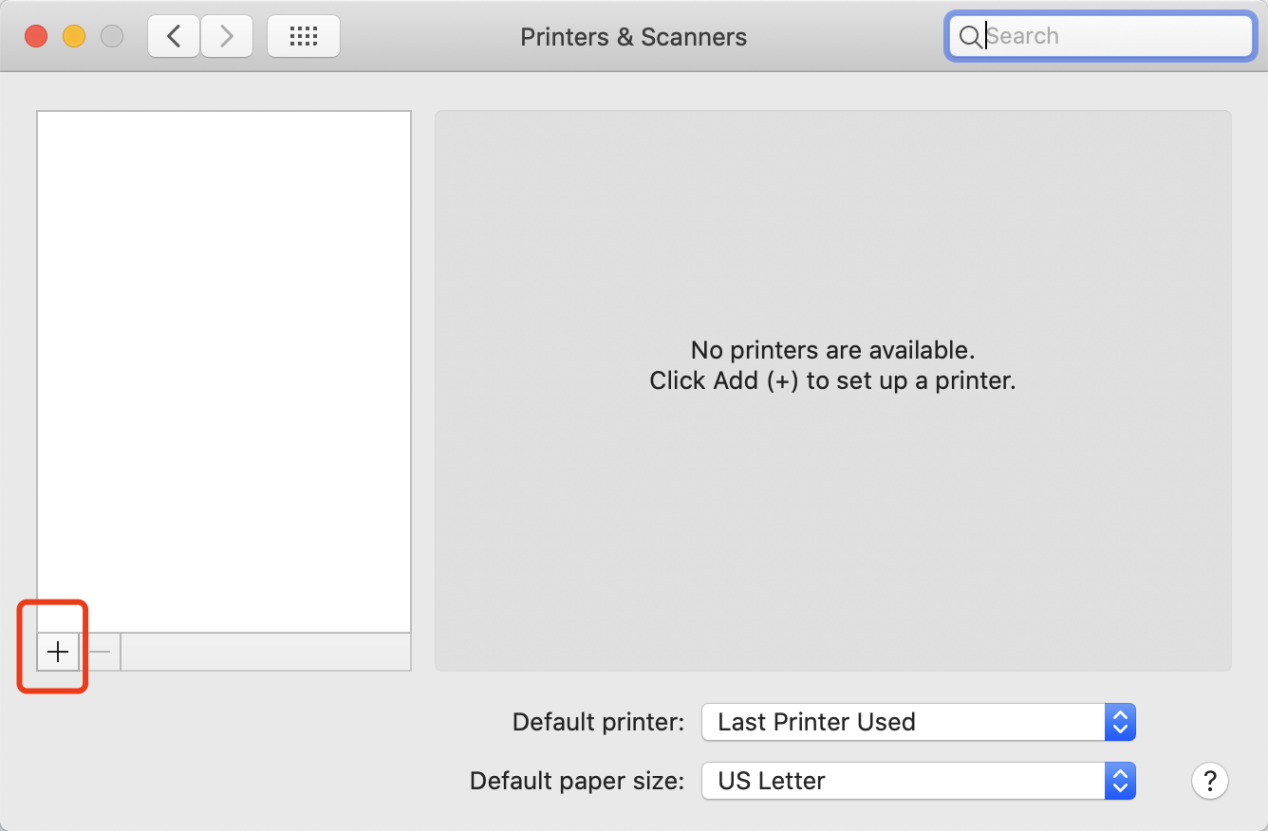 Printers & Scanners
Search
No printers are available.
Click Add (+) to set up a printer.
Default printer: Last Printer Used
Default paper size: US Letter
?